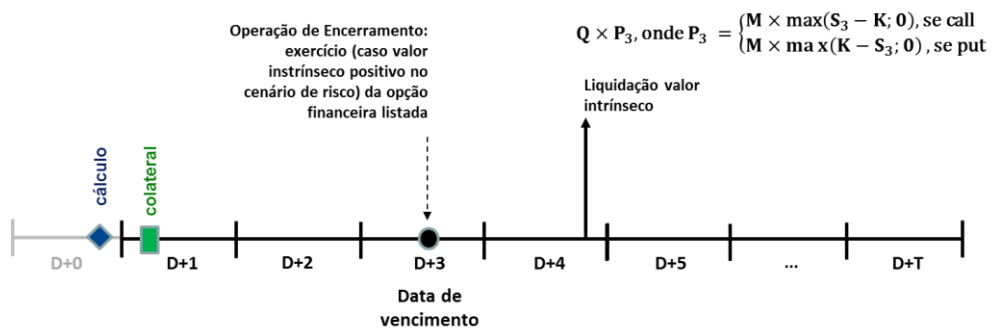 Operação de Encerramento:
exercício (caso valor
instrínseco positivo no
cenário de risco) da opção
financeira listada
Q × P₃, onde P₃ = {M × max(S₃ − K; 0), se call
{M × ma x(K − S₃; 0) , se put
Liquidação valor
intrínseco
cálculo
colateral
D+0 D+1 D+2 D+3 D+4 D+5 ... D+T
Data de
vencimento